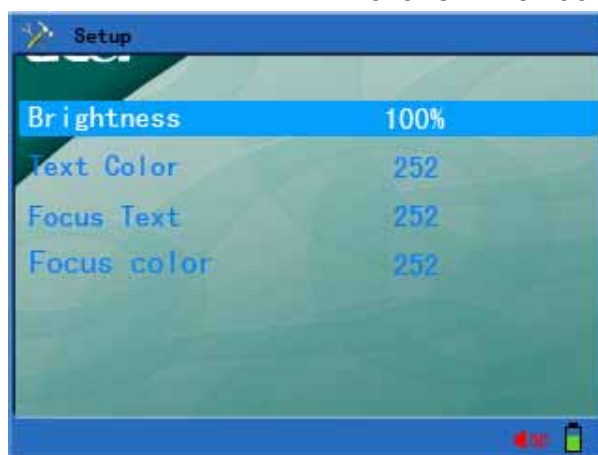 Setup
Brightness 100%
Text Color 252
Focus Text 252
Focus color 252